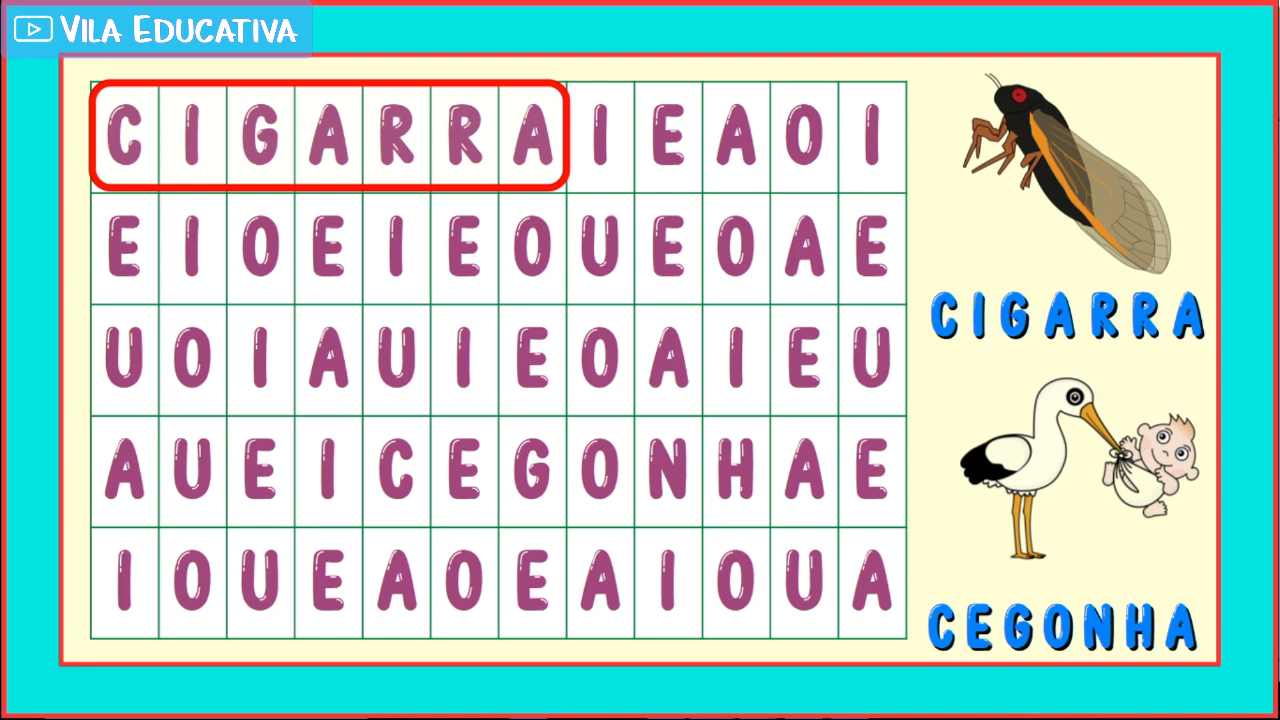 VILA EDUCATIVA
C I G A R R A I E A O I
E I O E I E O U E O A E
U O I A U I E O A I E U
A U E I C E G O N H A E
I O U E A O E A I O U A
CIGARRA
CEGONHA